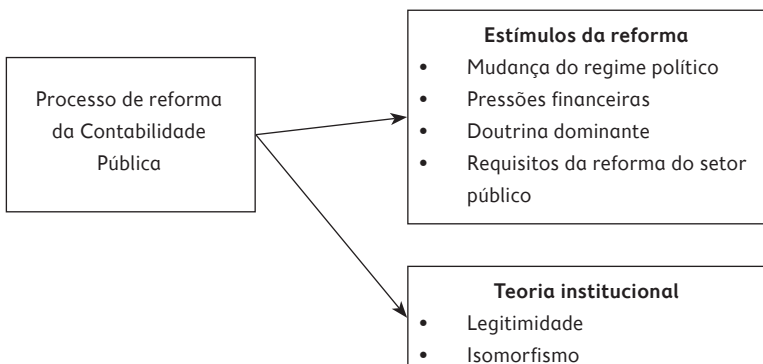 Processo de reforma
da Contabilidade
Pública
Estímulos da reforma
• Mudança do regime político
• Pressões financeiras
• Doutrina dominante
• Requisitos da reforma do setor
público
Teoria institucional
• Legitimidade
• Isomorfismo